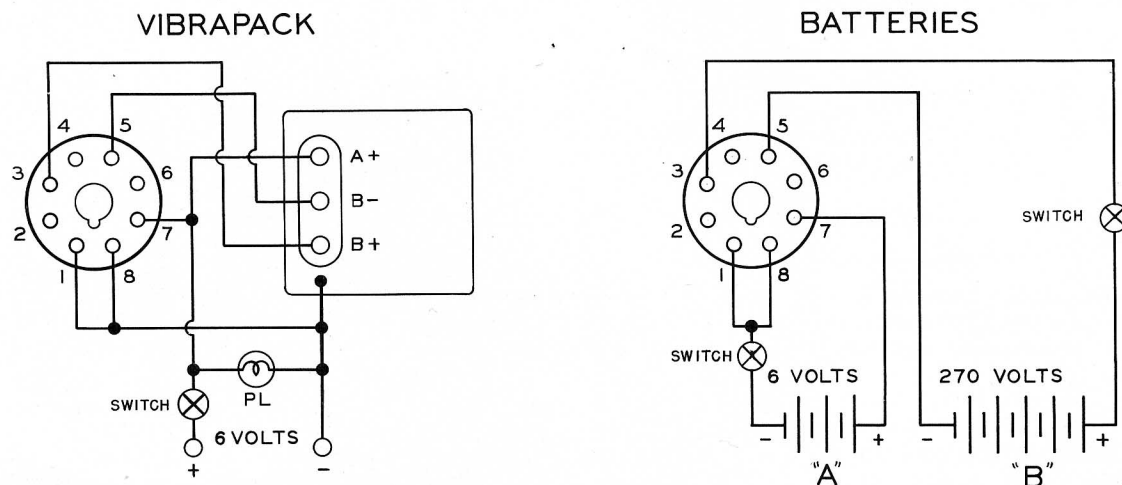 VIBRAPACK
4
5
3
6
2
7
1
8
A+
B-
B+
SWITCH
PL
6 VOLTS
+
-
BATTERIES
4
5
3
6
2
7
1
8
SWITCH
SWITCH
6 VOLTS
270 VOLTS
-
+
-
+
"A"
"B"